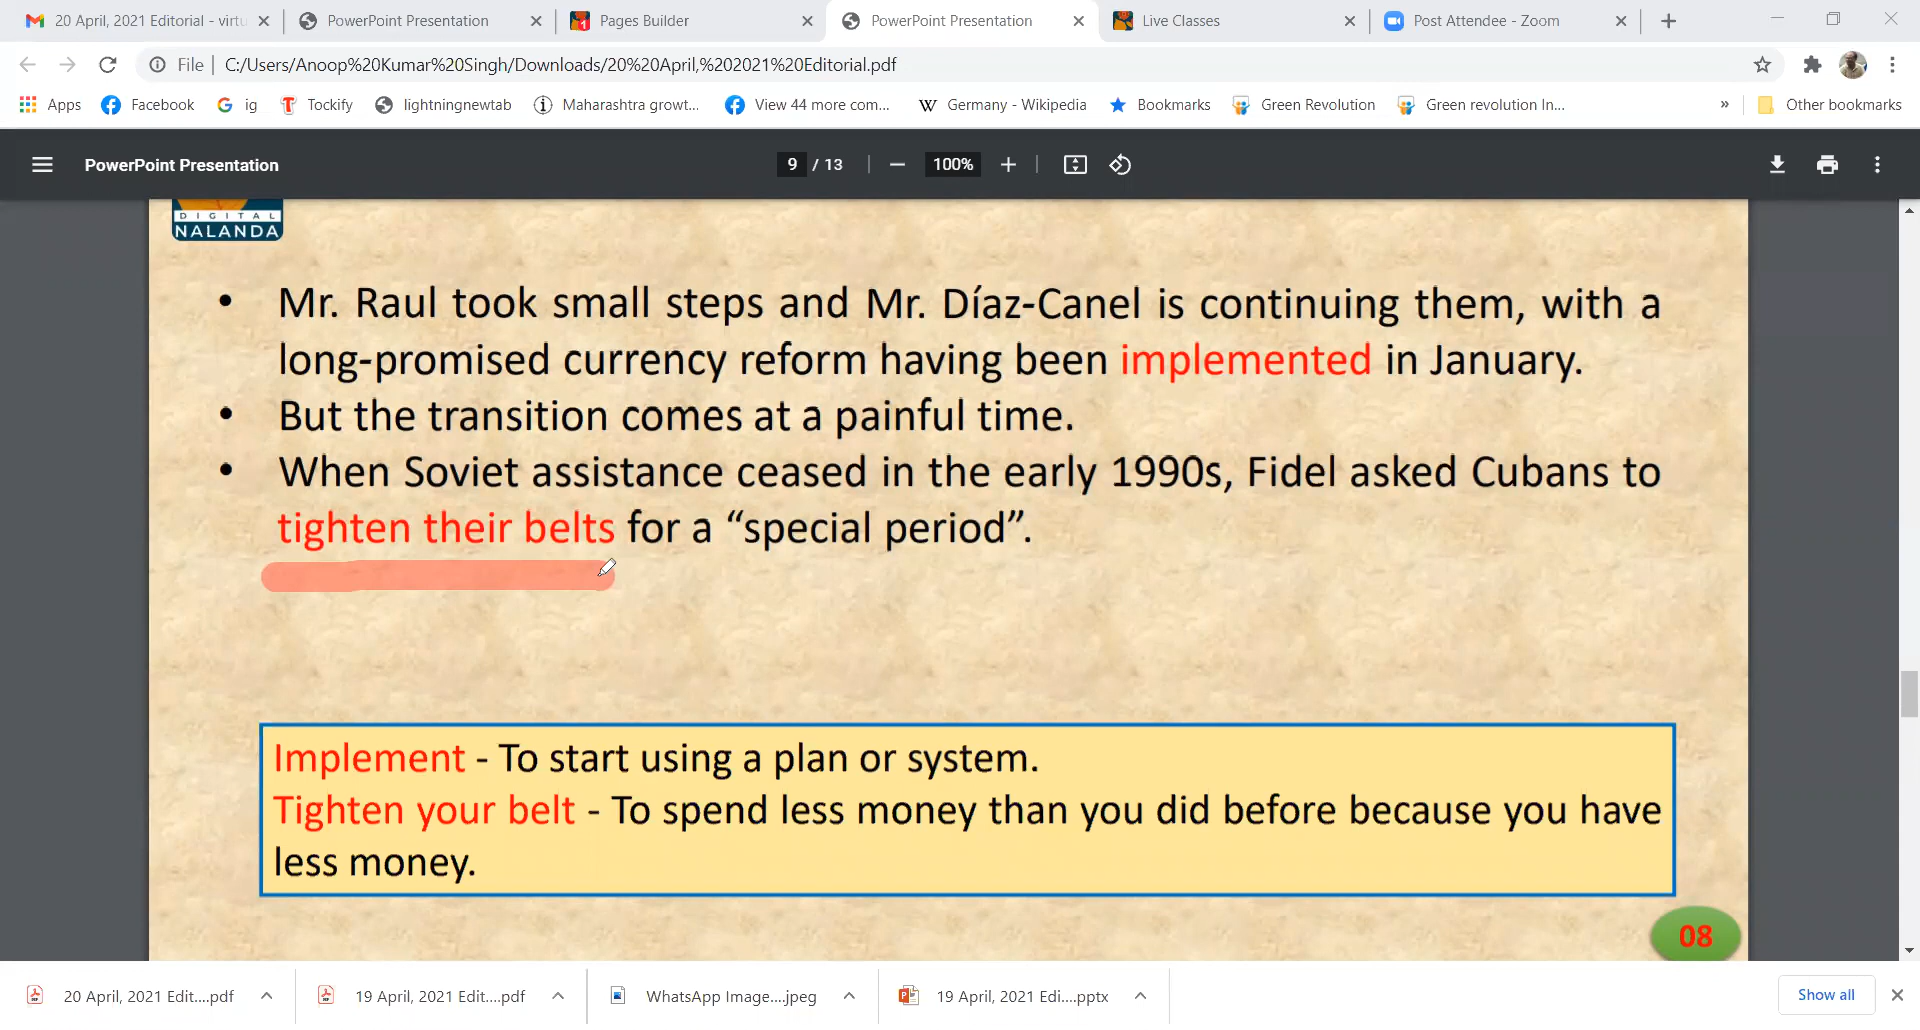 20 April, 2021 Editorial - virtu
PowerPoint Presentation
Pages Builder
PowerPoint Presentation
Live Classes
Post Attendee - Zoom
File
C:/Users/Anoop%20Kumar%20Singh/Downloads/20%20April,%202021%20Editorial.pdf
Apps
Facebook
ig
Tockify
lightningnewtab
Maharashtra growt...
View 44 more com...
Germany - Wikipedia
Bookmarks
Green Revolution
Green revolution In...
»
Other bookmarks
PowerPoint Presentation
9 / 13
100%
DIGITAL
NALANDA
• Mr. Raul took small steps and Mr. Díaz-Canel is continuing them, with a
long-promised currency reform having been implemented in January.
• But the transition comes at a painful time.
• When Soviet assistance ceased in the early 1990s, Fidel asked Cubans to
tighten their belts for a “special period”.
Implement - To start using a plan or system.
Tighten your belt - To spend less money than you did before because you have
less money.
08
20 April, 2021 Edit....pdf
19 April, 2021 Edit....pdf
WhatsApp Image....jpeg
19 April, 2021 Edi....pptx
Show all